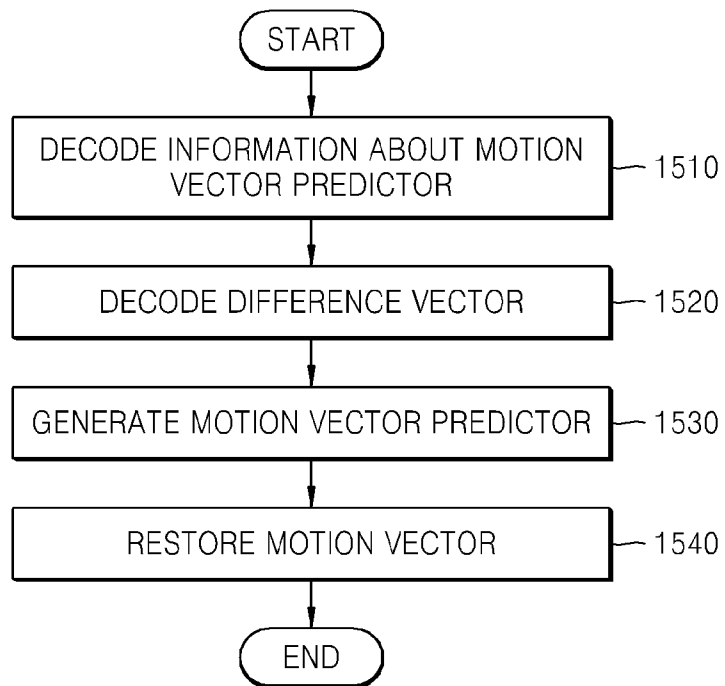 START
DECODE INFORMATION ABOUT MOTION
VECTOR PREDICTOR
1510
DECODE DIFFERENCE VECTOR
1520
GENERATE MOTION VECTOR PREDICTOR
1530
RESTORE MOTION VECTOR
1540
END